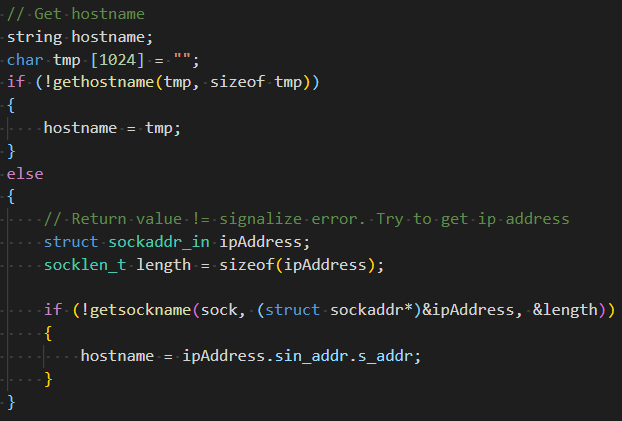 // Get hostname
string hostname;
char tmp [1024] = "";
if (!gethostname(tmp, sizeof tmp))
{
hostname = tmp;
}
else
{
// Return value != signalize error. Try to get ip address
struct sockaddr_in ipAddress;
socklen_t length = sizeof(ipAddress);
if (!getsockname(sock, (struct sockaddr*)&ipAddress, &length))
{
hostname = ipAddress.sin_addr.s_addr;
}
}